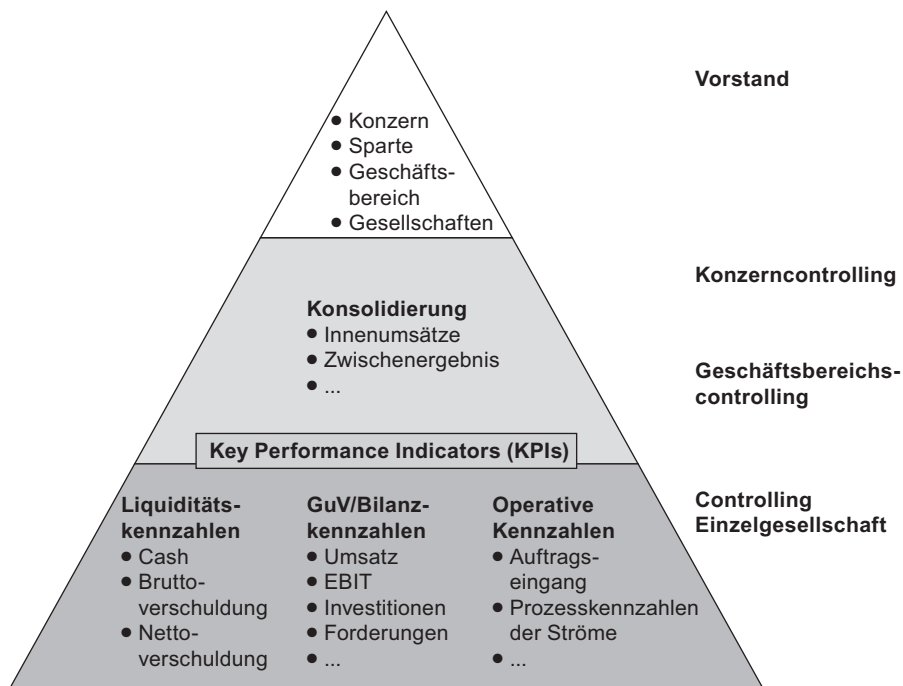 Vorstand
• Konzern
• Sparte
• Geschäfts-
bereich
• Gesellschaften
Konzerncontrolling
Konsolidierung
• Innenumsätze
• Zwischenergebnis
• ...
Geschäftsbereichs-
controlling
Key Performance Indicators (KPIs)
Liquiditäts-
kennzahlen
• Cash
• Brutto-
verschuldung
• Netto-
verschuldung
GuV/Bilanz-
kennzahlen
• Umsatz
• EBIT
• Investitionen
• Forderungen
• ...
Operative
Kennzahlen
• Auftrags-
eingang
• Prozesskennzahlen
der Ströme
• ...
Controlling
Einzelgesellschaft